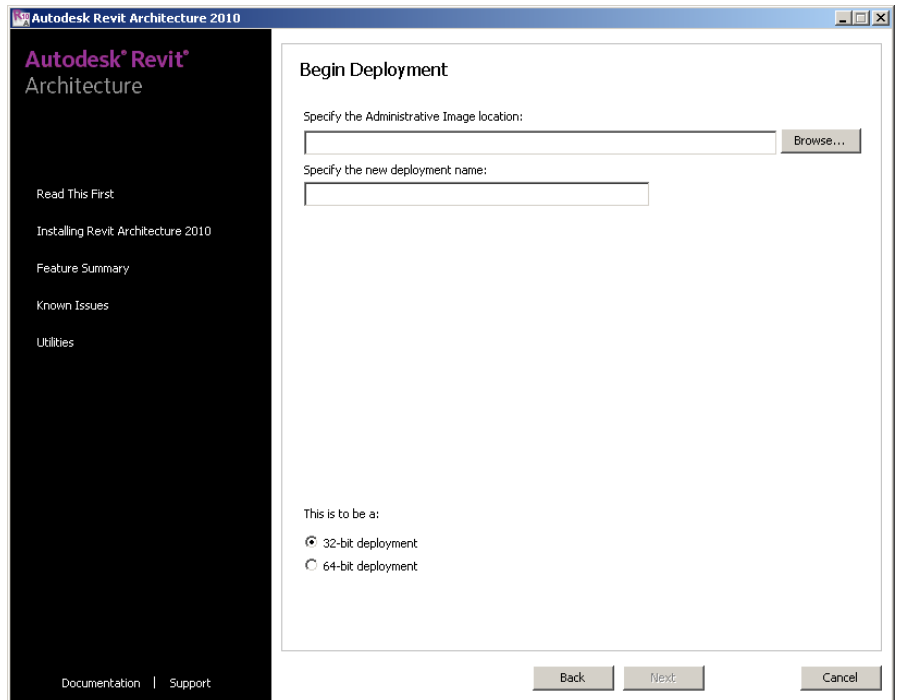 Autodesk Revit Architecture 2010
Autodesk® Revit®
Architecture
Read This First
Installing Revit Architecture 2010
Feature Summary
Known Issues
Utilities
Documentation | Support
Begin Deployment
Specify the Administrative Image location:
Browse...
Specify the new deployment name:
This is to be a:
32-bit deployment
64-bit deployment
Back
Next
Cancel